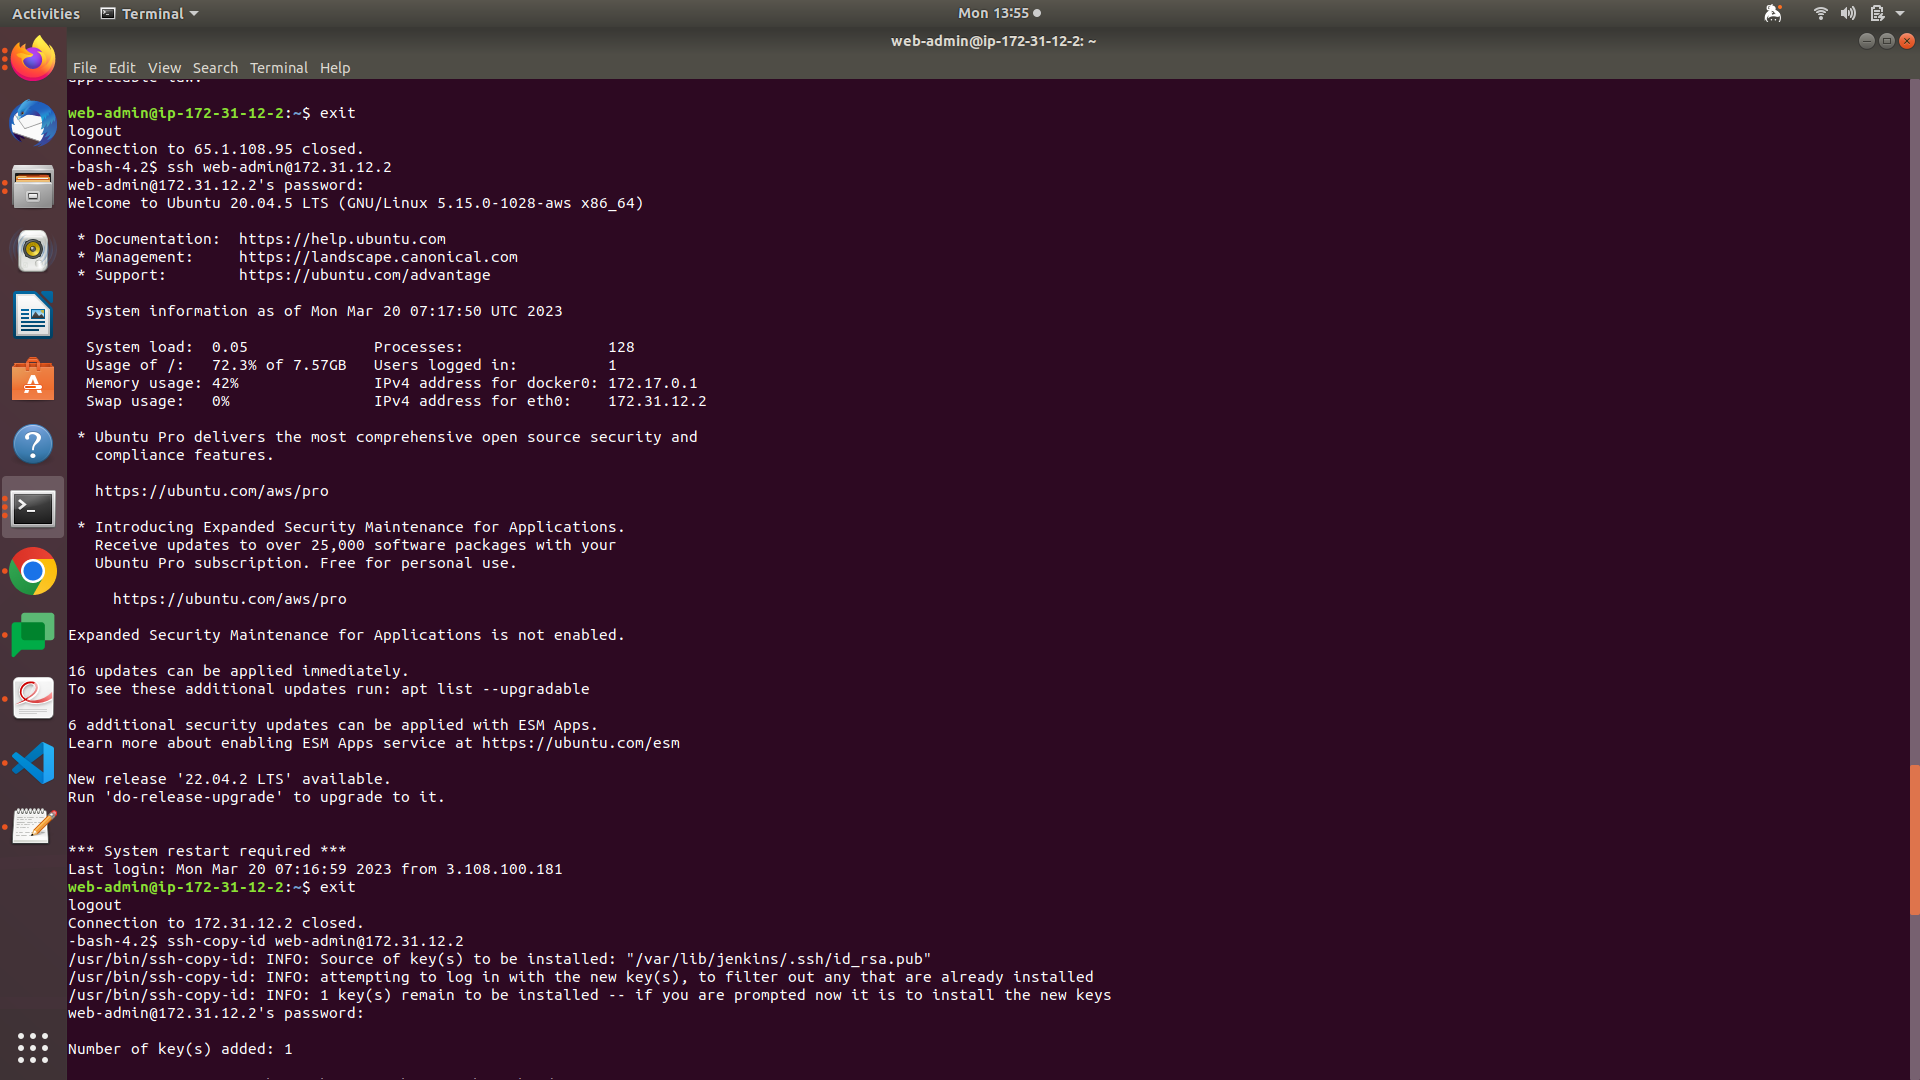 Activities Terminal Mon 13:55
web-admin@ip-172-31-12-2: ~
File Edit View Search Terminal Help
applicable law.
web-admin@ip-172-31-12-2:~$ exit
logout
Connection to 65.1.108.95 closed.
-bash-4.2$ ssh web-admin@172.31.12.2
web-admin@172.31.12.2's password:
Welcome to Ubuntu 20.04.5 LTS (GNU/Linux 5.15.0-1028-aws x86_64)
* Documentation: https://help.ubuntu.com
* Management: https://landscape.canonical.com
* Support: https://ubuntu.com/advantage
System information as of Mon Mar 20 07:17:50 UTC 2023
System load: 0.05 Processes: 128
Usage of /: 72.3% of 7.57GB Users logged in: 1
Memory usage: 42% IPv4 address for docker0: 172.17.0.1
Swap usage: 0% IPv4 address for eth0: 172.31.12.2
* Ubuntu Pro delivers the most comprehensive open source security and
compliance features.
https://ubuntu.com/aws/pro
* Introducing Expanded Security Maintenance for Applications.
Receive updates to over 25,000 software packages with your
Ubuntu Pro subscription. Free for personal use.
https://ubuntu.com/aws/pro
Expanded Security Maintenance for Applications is not enabled.
16 updates can be applied immediately.
To see these additional updates run: apt list --upgradable
6 additional security updates can be applied with ESM Apps.
Learn more about enabling ESM Apps service at https://ubuntu.com/esm
New release '22.04.2 LTS' available.
Run 'do-release-upgrade' to upgrade to it.
*** System restart required ***
Last login: Mon Mar 20 07:16:59 2023 from 3.108.100.181
web-admin@ip-172-31-12-2:~$ exit
logout
Connection to 172.31.12.2 closed.
-bash-4.2$ ssh-copy-id web-admin@172.31.12.2
/usr/bin/ssh-copy-id: INFO: Source of key(s) to be installed: "/var/lib/jenkins/.ssh/id_rsa.pub"
/usr/bin/ssh-copy-id: INFO: attempting to log in with the new key(s), to filter out any that are already installed
/usr/bin/ssh-copy-id: INFO: 1 key(s) remain to be installed -- if you are prompted now it is to install the new keys
web-admin@172.31.12.2's password:
Number of key(s) added: 1